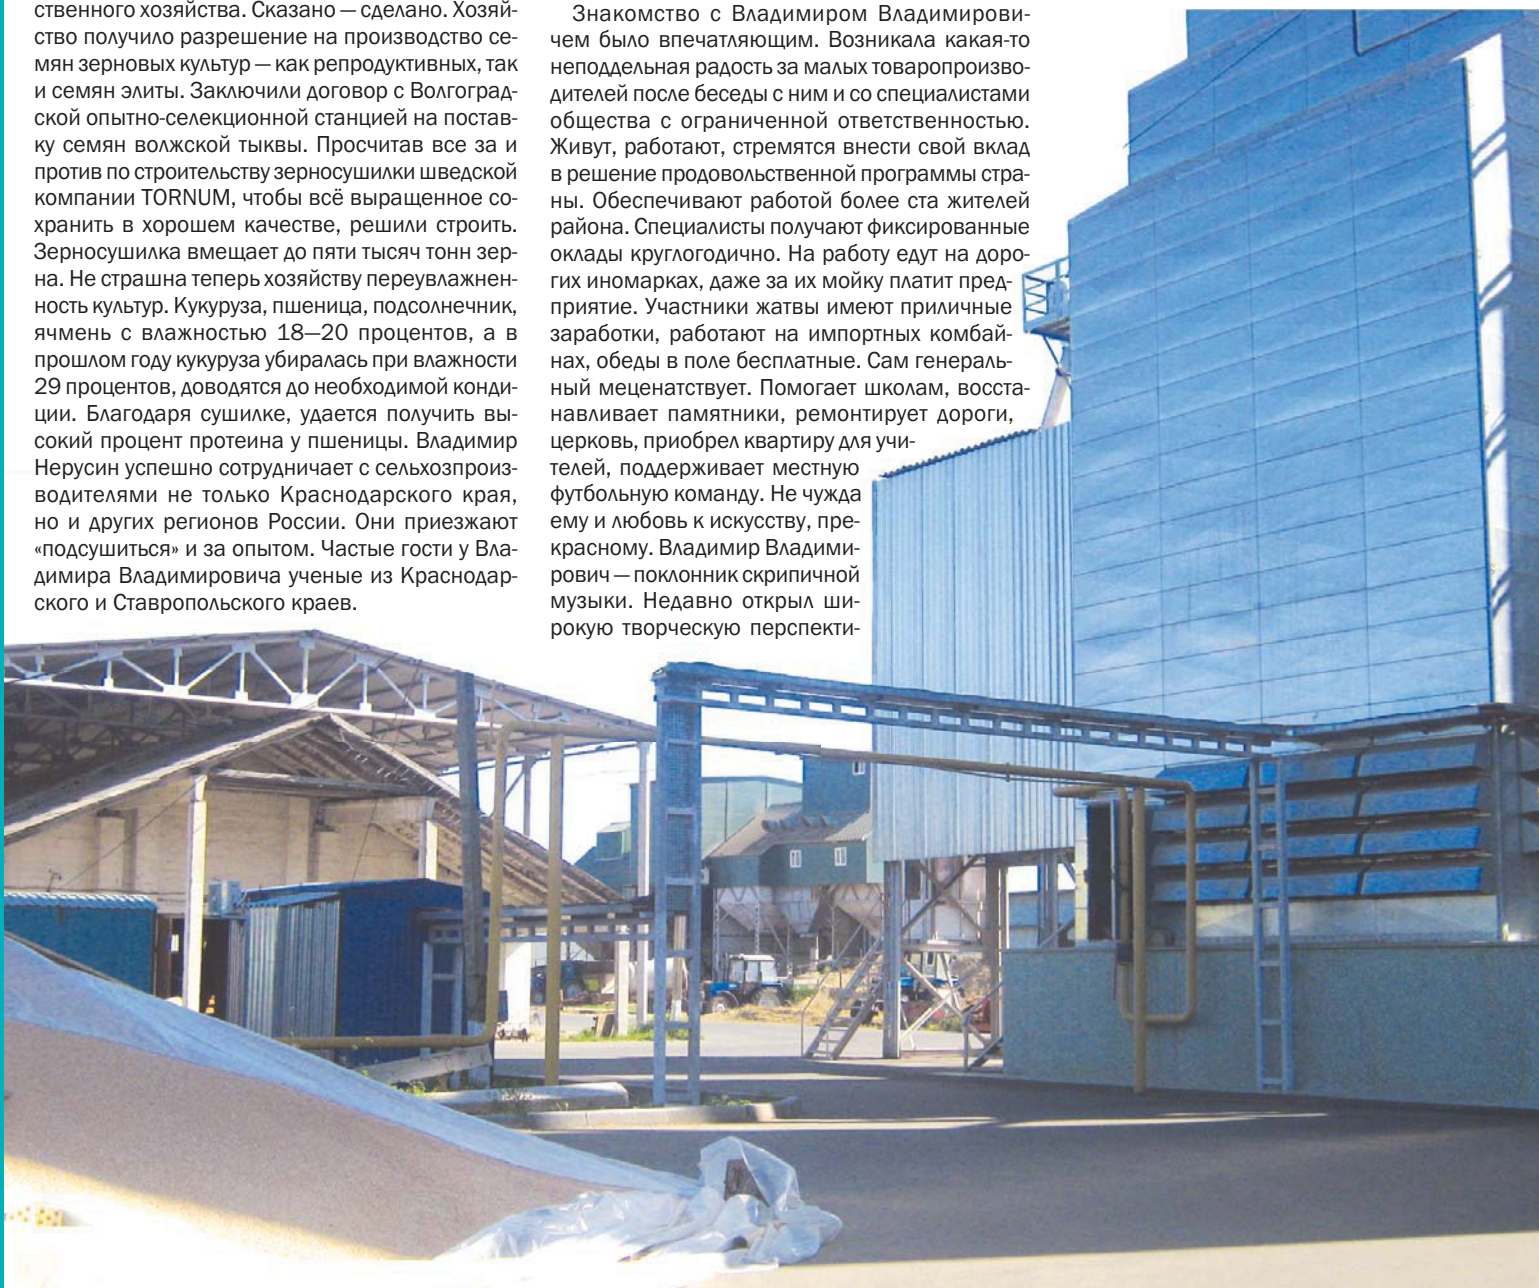 ственного хозяйства. Сказано — сделано. Хозяй-
ство получило разрешение на производство се-
мян зерновых культур — как репродуктивных, так
и семян элиты. Заключили договор с Волгоград-
ской опытно-селекционной станцией на постав-
ку семян волжской тыквы. Просчитав все за и
против по строительству зерносушилки шведской
компании TORNUM, чтобы всё выращенное со-
хранить в хорошем качестве, решили строить.
Зерносушилка вмещает до пяти тысяч тонн зер-
на. Не страшна теперь хозяйству переувлажнен-
ность культур. Кукуруза, пшеница, подсолнечник,
ячмень с влажностью 18—20 процентов, а в
прошлом году кукуруза убиралась при влажности
29 процентов, доводятся до необходимой конди-
ции. Благодаря сушилке, удается получить вы-
сокий процент протеина у пшеницы. Владимир
Нерусин успешно сотрудничает с сельхозпроиз-
водителями не только Краснодарского края,
но и других регионов России. Они приезжают
«подсушиться» и за опытом. Частые гости у Вла-
димира Владимировича ученые из Краснодар-
ского и Ставропольского краев.
Знакомство с Владимиром Владимирови-
чем было впечатляющим. Возникала какая-то
неподдельная радость за малых товаропроизво-
дителей после беседы с ним и со специалистами
общества с ограниченной ответственностью.
Живут, работают, стремятся внести свой вклад
в решение продовольственной программы стра-
ны. Обеспечивают работой более ста жителей
района. Специалисты получают фиксированные
оклады круглогодично. На работу едут на доро-
гих иномарках, даже за их мойку платит пред-
приятие. Участники жатвы имеют приличные
заработки, работают на импортных комбай-
нах, обеды в поле бесплатные. Сам генераль-
ный меценатствует. Помогает школам, восста-
навливает памятники, ремонтирует дороги,
церковь, приобрел квартиру для учи-
телей, поддерживает местную
футбольную команду. Не чужда
ему и любовь к искусству, пре-
красному. Владимир Владими-
рович — поклонник скрипичной
музыки. Недавно открыл ши-
рокую творческую перспекти-